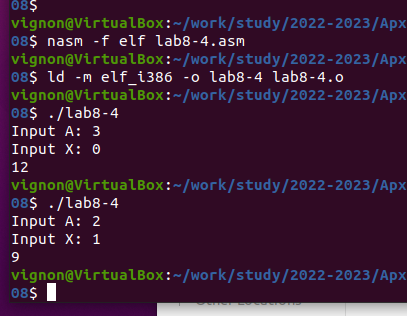 08$
vignon@VirtualBox:~/work/study/2022-2023/Apx
08$ nasm -f elf lab8-4.asm
vignon@VirtualBox:~/work/study/2022-2023/Apx
08$ ld -m elf_i386 -o lab8-4 lab8-4.o
vignon@VirtualBox:~/work/study/2022-2023/Apx
08$ ./lab8-4
Input A: 3
Input X: 0
12
vignon@VirtualBox:~/work/study/2022-2023/Apx
08$ ./lab8-4
Input A: 2
Input X: 1
9
vignon@VirtualBox:~/work/study/2022-2023/Apx
08$
Other Locations